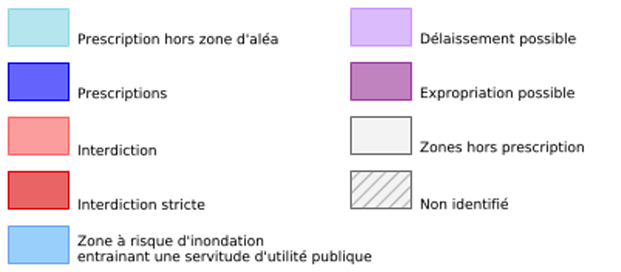 Prescription hors zone d'aléa
Prescriptions
Interdiction
Interdiction stricte
Zone à risque d'inondation
entrainant une servitude d'utilité publique
Délaissement possible
Expropriation possible
Zones hors prescription
Non identifié